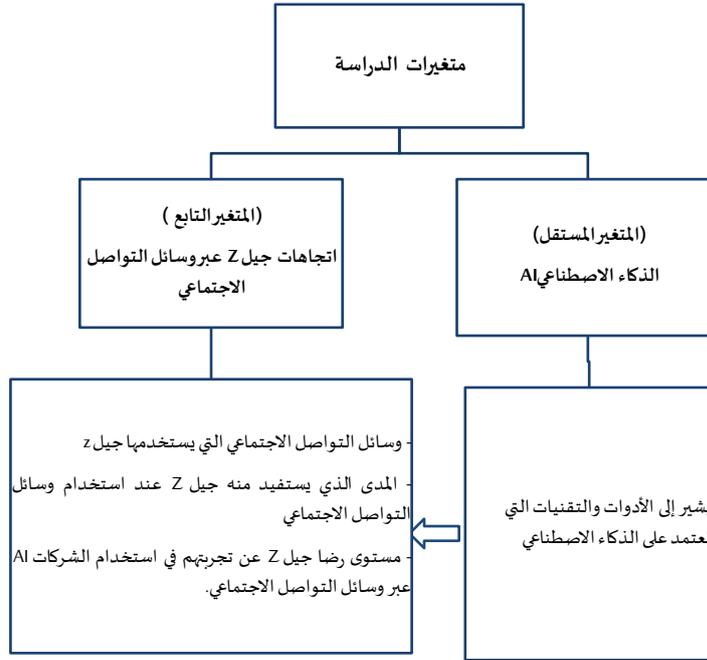 متغيرات الدراسة
(المتغير المستقل)
الذكاء الاصطناعي AI
(المتغير التابع )
اتجاهات جيل Z عبر وسائل التواصل
الاجتماعي
إلى الأدوات والتقنيات التي
على الذكاء الاصطناعي
- وسائل التواصل الاجتماعي التي يستخدمها جيل z
- المدى الذي يستفيد منه جيل Z عند استخدام وسائل
التواصل الاجتماعي
- مستوى رضا جيل Z عن تجربتهم في استخدام الشركات AI
عبر وسائل التواصل الاجتماعي.